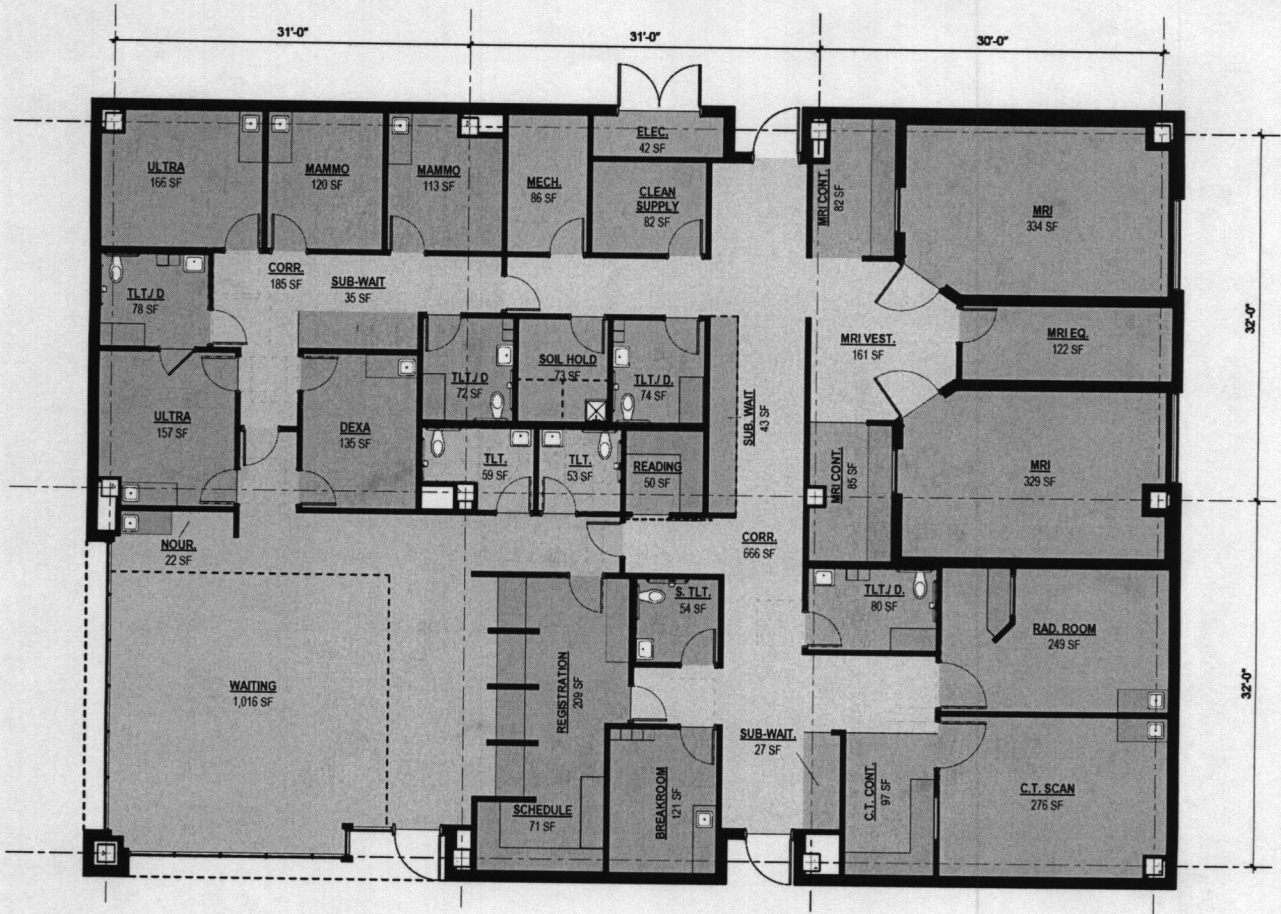 31'-0"
31'-0"
30'-0"
ULTRA
166 SF
MAMMO
120 SF
MAMMO
113 SF
MECH.
86 SF
ELEC.
42 SF
CLEAN
SUPPLY
82 SF
MRI CONT.
82 SF
MRI
334 SF
TLT./ D
78 SF
CORR.
185 SF
SUB-WAIT
35 SF
MRI VEST.
161 SF
MRI EQ.
122 SF
32'-0"
ULTRA
157 SF
DEXA
135 SF
TLT./ D
72 SF
SOIL HOLD
73 SF
TLT./ D.
74 SF
SUB. WAIT
43 SF
TLT.
59 SF
TLT.
53 SF
READING
50 SF
MRI CONT.
85 SF
MRI
329 SF
NOUR.
22 SF
CORR.
666 SF
S. TLT.
54 SF
TLT./ D.
80 SF
RAD. ROOM
249 SF
WAITING
1,016 SF
REGISTRATION
209 SF
32'-0"
SUB-WAIT.
27 SF
SCHEDULE
71 SF
BREAKROOM
121 SF
C.T. CONT.
97 SF
C.T. SCAN
276 SF